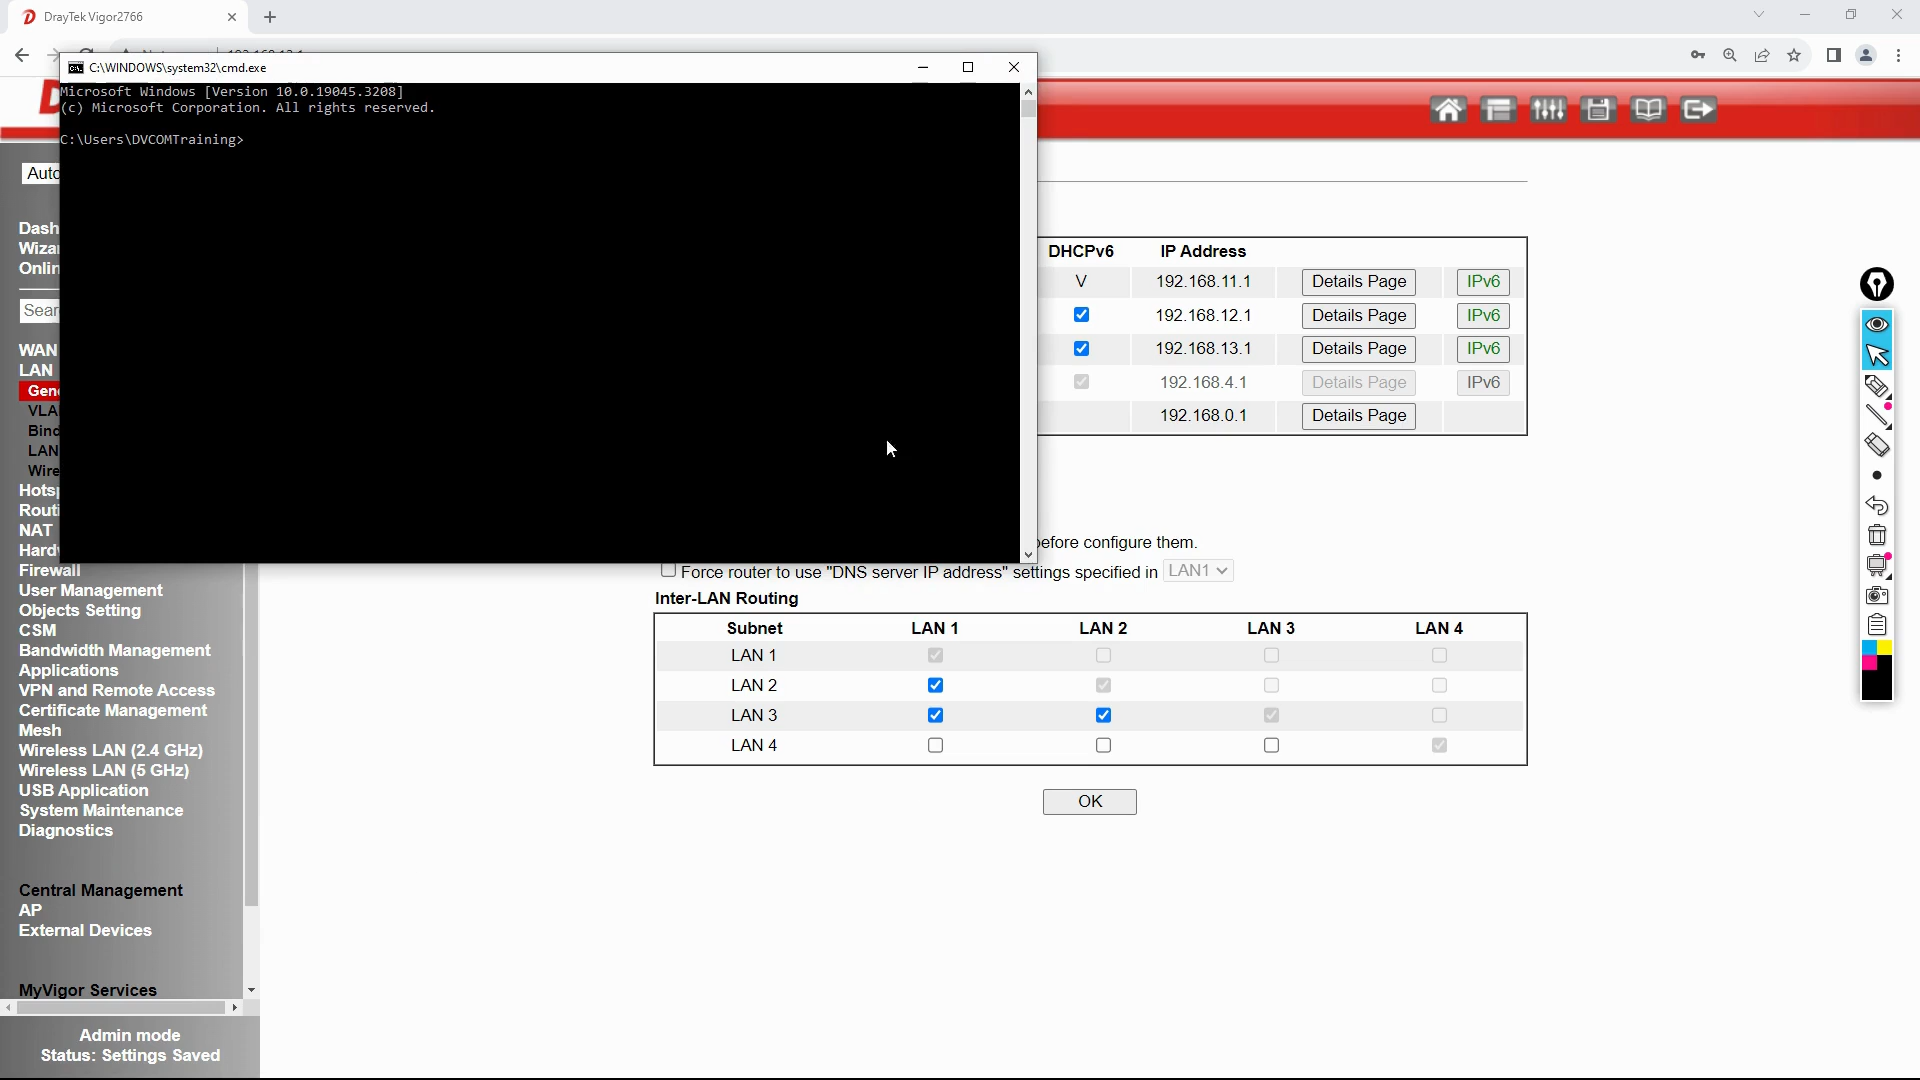 DrayTek Vigor2766
C:\WINDOWS\system32\cmd.exe
Microsoft Windows [Version 10.0.19045.3208]
(c) Microsoft Corporation. All rights reserved.
C:\Users\DVCOMTraining>
Auto
Dash
Wiza
Onlin
Sear
WAN
LAN
Gene
VLA
Bind
LAN
Wire
Hots
Routi
NAT
Hard
Firewall
User Management
Objects Setting
CSM
Bandwidth Management
Applications
VPN and Remote Access
Certificate Management
Mesh
Wireless LAN (2.4 GHz)
Wireless LAN (5 GHz)
USB Application
System Maintenance
Diagnostics
Central Management
AP
External Devices
MyVigor Services
Admin mode
Status: Settings Saved
DHCPv6 IP Address
V 192.168.11.1 Details Page IPv6
192.168.12.1 Details Page IPv6
192.168.13.1 Details Page IPv6
192.168.4.1 Details Page IPv6
192.168.0.1 Details Page
before configure them.
Force router to use "DNS server IP address" settings specified in LAN1
Inter-LAN Routing
Subnet LAN 1 LAN 2 LAN 3 LAN 4
LAN 1
LAN 2
LAN 3
LAN 4
OK